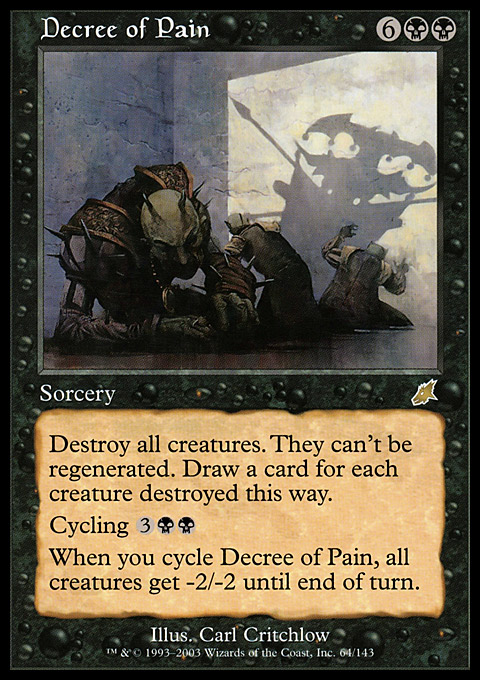 Decree of Pain 6
Sorcery
Destroy all creatures. They can't be
regenerated. Draw a card for each
creature destroyed this way.
Cycling 3
When you cycle Decree of Pain, all
creatures get -2/-2 until end of turn.
Illus. Carl Critchlow
™ & © 1993–2003 Wizards of the Coast, Inc. 64/143